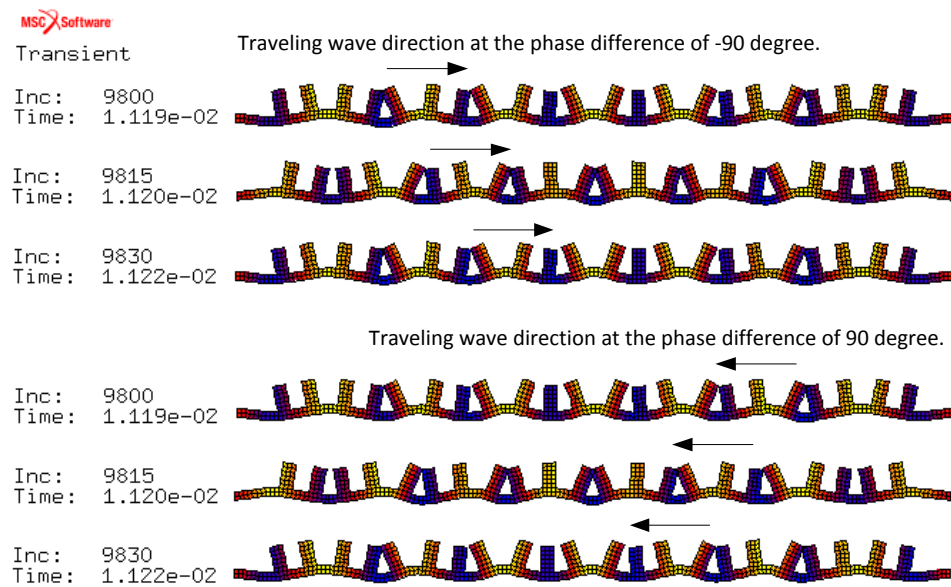 MSC Software
Transient
Traveling wave direction at the phase difference of -90 degree.
Inc: 9800
Time: 1.119e-02
Inc: 9815
Time: 1.120e-02
Inc: 9830
Time: 1.122e-02
Traveling wave direction at the phase difference of 90 degree.
Inc: 9800
Time: 1.119e-02
Inc: 9815
Time: 1.120e-02
Inc: 9830
Time: 1.122e-02